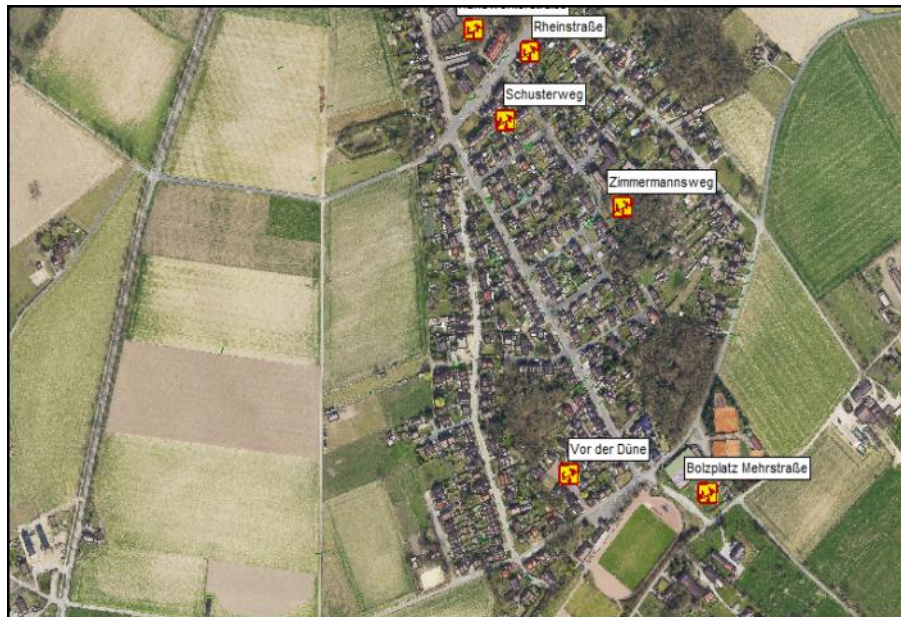 Rheinstraße
Schusterweg
Zimmermannsweg
Vor der Düne
Bolzplatz Mehrstraße